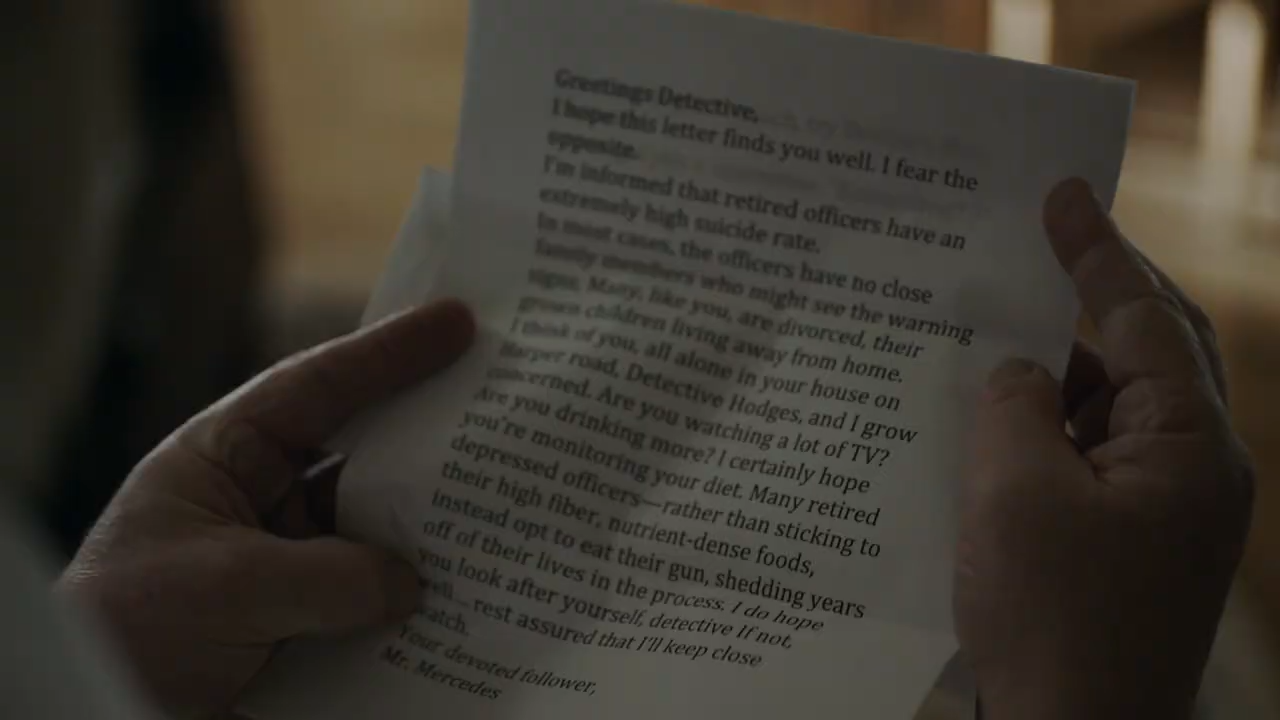 Greetings Detective,
I hope this letter finds you well. I fear the
opposite.
I'm informed that retired officers have an
extremely high suicide rate.
In most cases, the officers have no close
family members who might see the warning
signs. Many, like you, are divorced, their
grown children living away from home.
I think of you, all alone in your house on
Harper road, Detective Hodges, and I grow
concerned. Are you watching a lot of TV?
Are you drinking more? I certainly hope
you're monitoring your diet. Many retired
depressed officers—rather than sticking to
their high fiber, nutrient-dense foods,
instead opt to eat their gun, shedding years
off of their lives in the process. I do hope
you look after yourself, detective If not,
well... rest assured that I'll keep close
watch.
Your devoted follower,
Mr. Mercedes